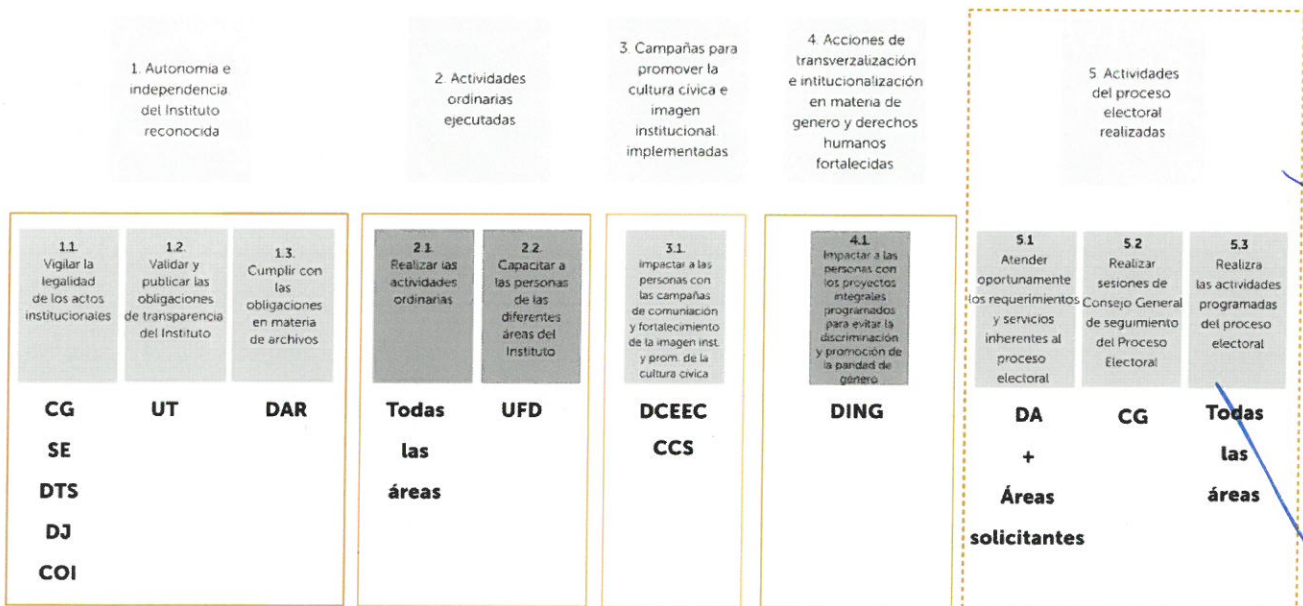 1. Autonomía e
independencia
del Instituto
reconocida
2. Actividades
ordinarias
ejecutadas
3. Campañas para
promover la
cultura cívica e
imagen
institucional
implementadas
4. Acciones de
transverzalización
e intitucionalización
en materia de
genero y derechos
humanos
fortalecidas
5. Actividades
del proceso
electoral
realizadas
1.1.
Vigilar la
legalidad
de los actos
institucionales
CG
SE
DTS
DJ
COI
1.2.
Validar y
publicar las
obligaciones
de transparencia
del Instituto
UT
1.3.
Cumplir con
las
obligaciones
en materia
de archivos
DAR
2.1.
Realizar las
actividades
ordinarias
Todas
las
áreas
2.2.
Capacitar a
las personas
de las
diferentes
áreas del
Instituto
UFD
3.1.
Impactar a las
personas con
las campañas
de comuniación
y fortalecimiento
de la imagen inst.
y prom. de la
cultura cívica
DCEEC
CCS
4.1.
Impactar a las
personas con
los proyectos
integrales
programados
para evitar la
discriminación
y promoción de
la paridad de
género
DING
5.1
Atender
oportunamente
los requerimientos
y servicios
inherentes al
proceso
electoral
DA
+
Áreas
solicitantes
5.2
Realizar
sesiones de
Consejo General
de seguimiento
del Proceso
Electoral
CG
5.3
Realizra
las actividades
programadas
del proceso
electoral
Todas
las
áreas